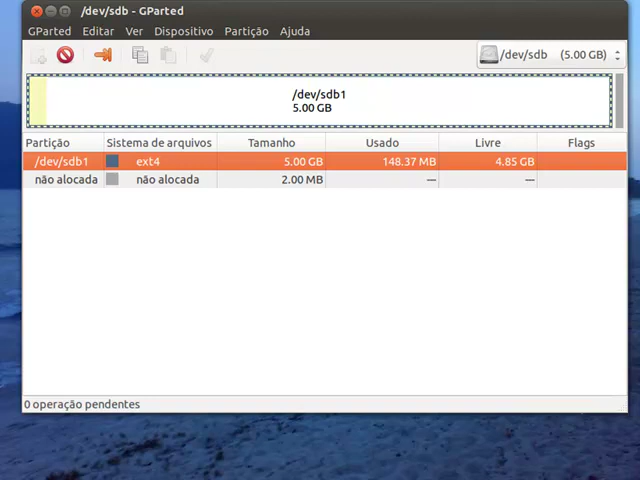 /dev/sdb - GParted
GParted Editar Ver Dispositivo Partição Ajuda
/dev/sdb (5.00 GB)
/dev/sdb1
5.00 GB
Partição Sistema de arquivos Tamanho Usado Livre Flags
/dev/sdb1 ext4 5.00 GB 148.37 MB 4.85 GB
não alocada não alocada 2.00 MB — —
0 operação pendentes